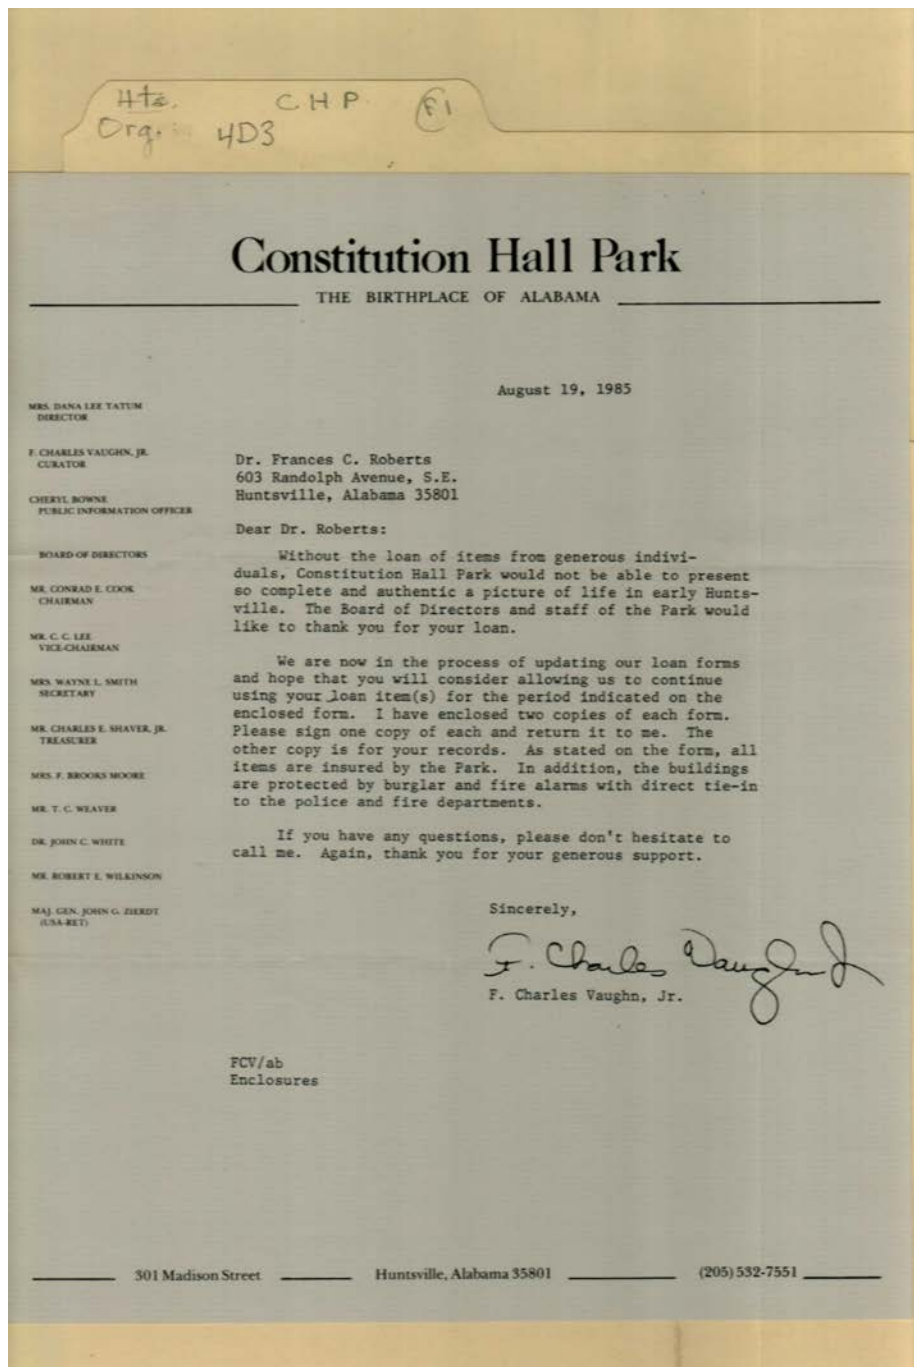 Hts. C H P. F1
Org. 4D3
Constitution Hall Park
THE BIRTHPLACE OF ALABAMA
August 19, 1985
MRS. DANA LEE TATUM
DIRECTOR
F. CHARLES VAUGHN, JR.
CURATOR
CHERYL BOWNE
PUBLIC INFORMATION OFFICER
BOARD OF DIRECTORS
MR. CONRAD E. COOK
CHAIRMAN
MR. C. C. LEE
VICE-CHAIRMAN
MRS. WAYNE L. SMITH
SECRETARY
MR. CHARLES E. SHAVER, JR.
TREASURER
MRS. F. BROOKS MOORE
MR. T. C. WEAVER
DR. JOHN C. WHITE
MR. ROBERT E. WILKINSON
MAJ. GEN. JOHN G. ZIERDT
(USA-RET)
Dr. Frances C. Roberts
603 Randolph Avenue, S.E.
Huntsville, Alabama 35801
Dear Dr. Roberts:
Without the loan of items from generous indivi-
duals, Constitution Hall Park would not be able to present
so complete and authentic a picture of life in early Hunts-
ville. The Board of Directors and staff of the Park would
like to thank you for your loan.
We are now in the process of updating our loan forms
and hope that you will consider allowing us to continue
using your loan item(s) for the period indicated on the
enclosed form. I have enclosed two copies of each form.
Please sign one copy of each and return it to me. The
other copy is for your records. As stated on the form, all
items are insured by the Park. In addition, the buildings
are protected by burglar and fire alarms with direct tie-in
to the police and fire departments.
If you have any questions, please don't hesitate to
call me. Again, thank you for your generous support.
Sincerely,
F. Charles Vaughn Jr
F. Charles Vaughn, Jr.
FCV/ab
Enclosures
301 Madison Street Huntsville, Alabama 35801 (205) 532-7551